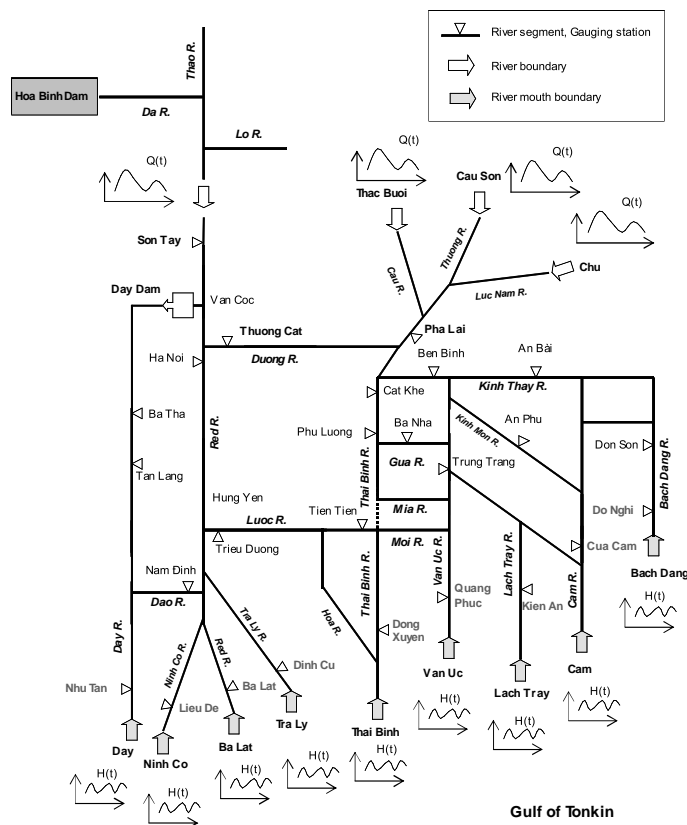 River segment, Gauging station
River boundary
River mouth boundary
Thao R.
Hoa Binh Dam
Da R.
Lo R.
Q(t)
Q(t)
Thac Buoi
Cau Son
Q(t)
Q(t)
Son Tay
Thuong R.
Cau R.
Chu
Luc Nam R.
Day Dam
Van Coc
Thuong Cat
Pha Lai
Ha Noi
Duong R.
Ben Binh
An Bài
Cat Khe
Kinh Thay R.
Ba Tha
Red R.
Phu Luong
Ba Nha
Kinh Mon R.
An Phu
Don Son
Bach Dang R.
Tan Lang
Thai Binh R.
Gua R.
Trung Trang
Hung Yen
Tien Tien
Mia R.
Do Nghi
Luoc R.
Trieu Duong
Moi R.
Cua Cam
Nam Đinh
Van Uc R.
Lach Tray R.
Bach Dang
Dao R.
Thai Binh R.
Quang
Phuc
Kien An
Cam R.
H(t)
Day R.
Tra Ly R.
Hoa R.
Dong
Xuyen
Ninh Co R.
Red R.
Dinh Cu
Van Uc
Cam
Nhu Tan
Lieu De
Ba Lat
Lach Tray
H(t)
Tra Ly
Thai Binh
H(t)
Day
Ninh Co
Ba Lat
H(t)
H(t)
H(t)
H(t)
H(t)
H(t)
Gulf of Tonkin